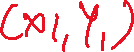 (x1, y1)